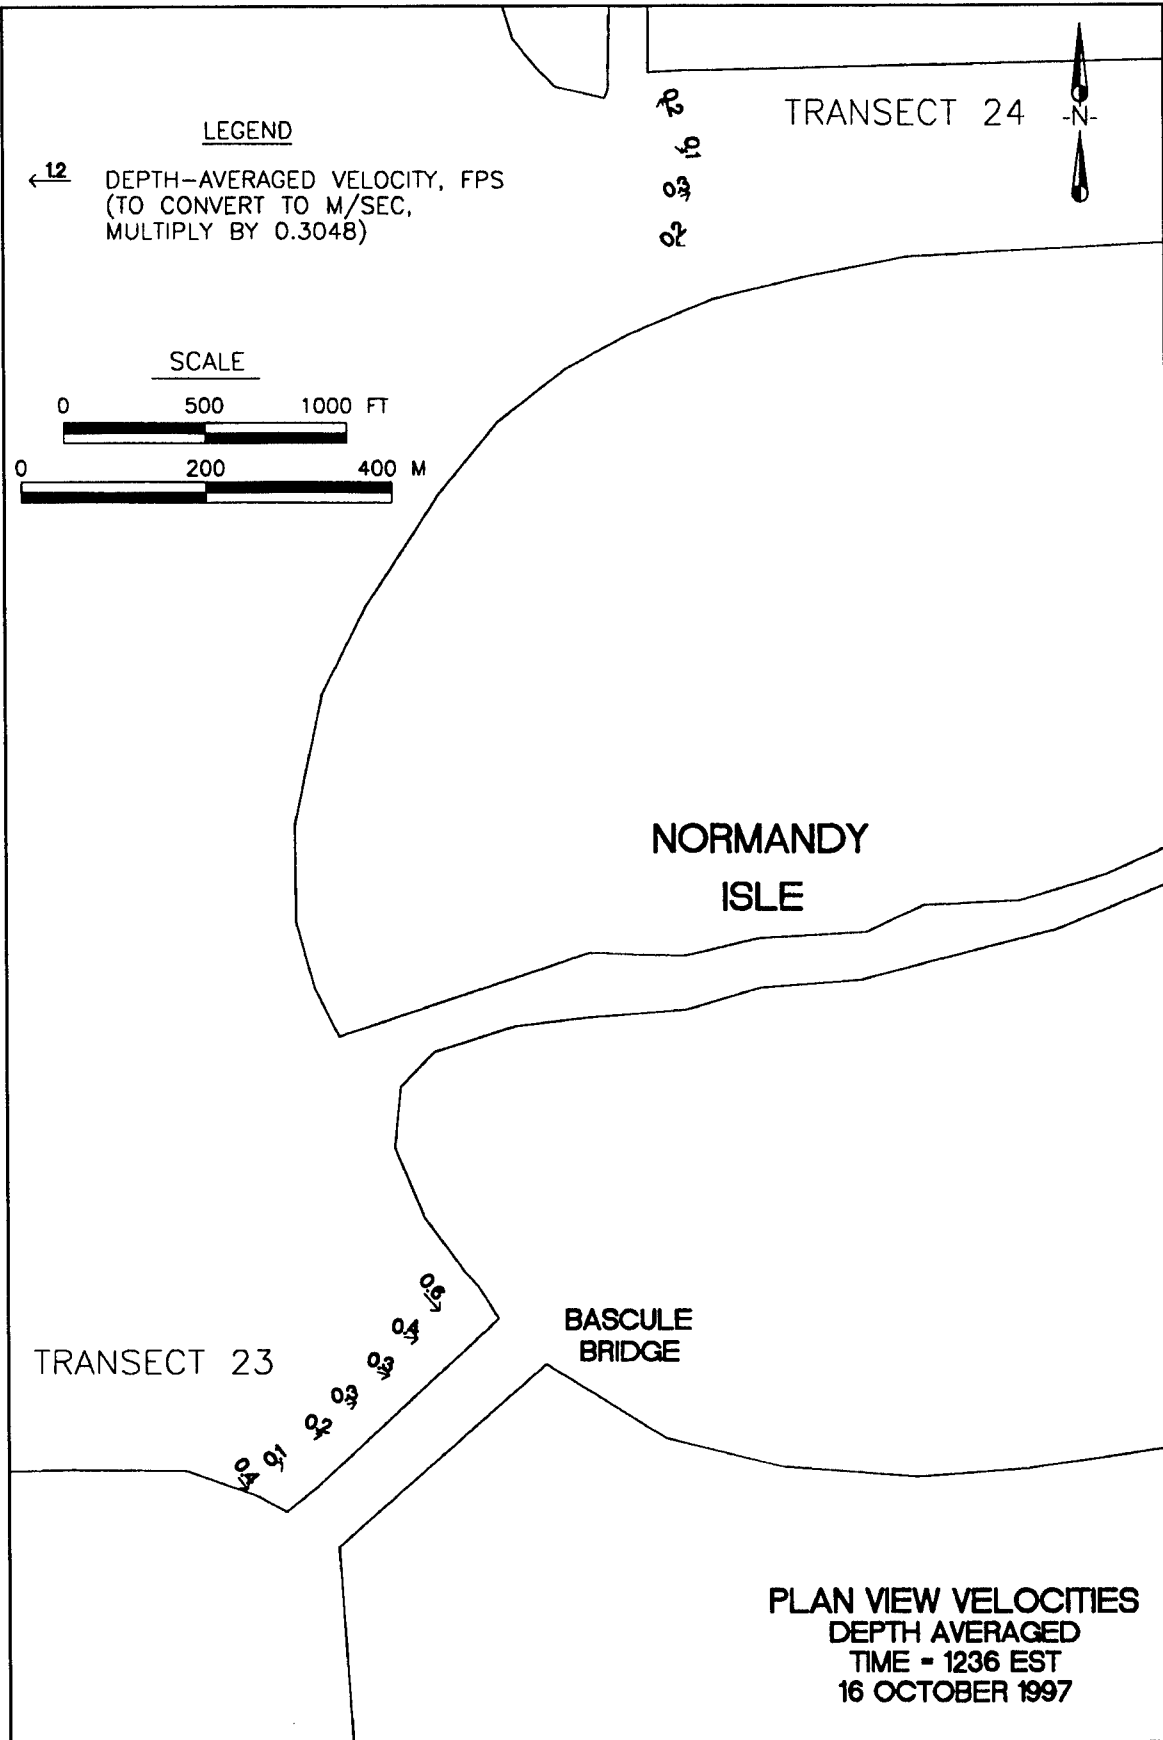 0.2
TRANSECT 24
-N-
LEGEND
0.1
1.2
DEPTH-AVERAGED VELOCITY, FPS
(TO CONVERT TO M/SEC,
MULTIPLY BY 0.3048)
0.3
0.2
SCALE
0 500 1000 FT
0 200 400 M
NORMANDY
ISLE
0.6
0.4
BASCULE
BRIDGE
TRANSECT 23
0.3
0.3
0.2
0.1
0.4
PLAN VIEW VELOCITIES
DEPTH AVERAGED
TIME = 1236 EST
16 OCTOBER 1997